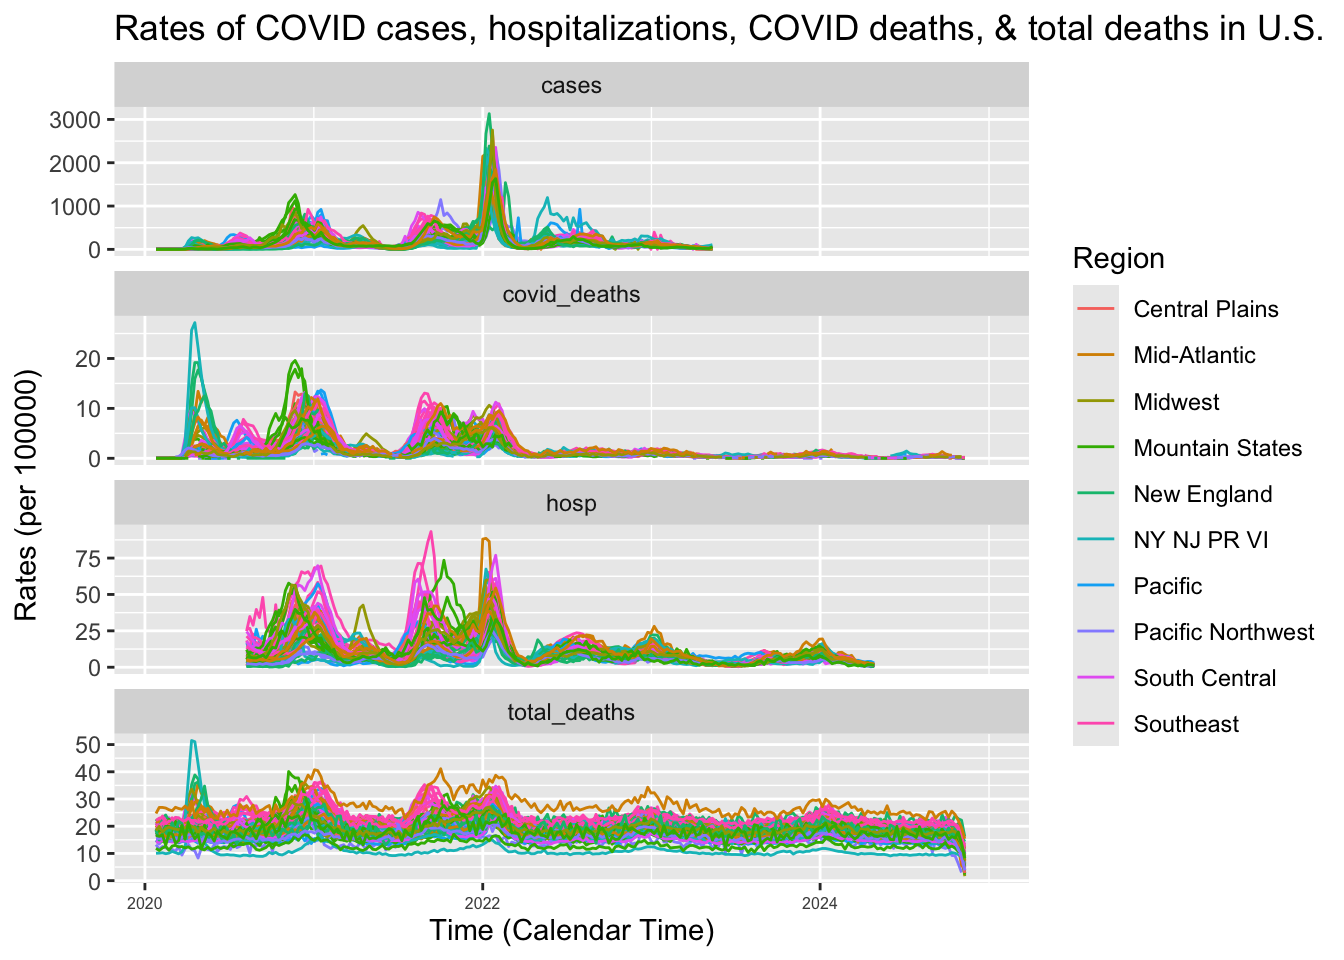 Rates of COVID cases, hospitalizations, COVID deaths, & total deaths in U.S.
cases
3000
2000
1000
0
covid_deaths
20
10
0
hosp
75
50
25
0
total_deaths
50
40
30
20
10
0
2020
2022
2024
Time (Calendar Time)
Rates (per 100000)
Region
Central Plains
Mid-Atlantic
Midwest
Mountain States
New England
NY NJ PR VI
Pacific
Pacific Northwest
South Central
Southeast